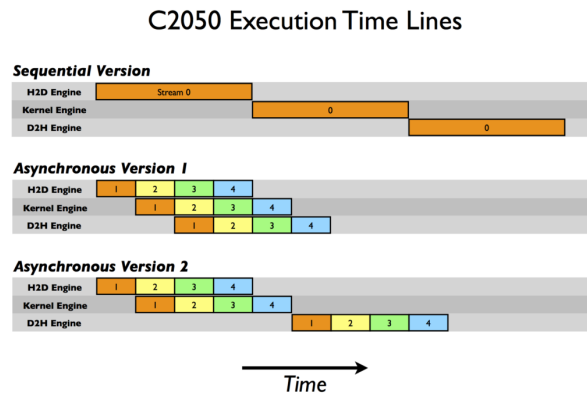 C2050 Execution Time Lines
Sequential Version
H2D Engine Stream 0
Kernel Engine 0
D2H Engine 0
Asynchronous Version 1
H2D Engine 1 2 3 4
Kernel Engine 1 2 3 4
D2H Engine 1 2 3 4
Asynchronous Version 2
H2D Engine 1 2 3 4
Kernel Engine 1 2 3 4
D2H Engine 1 2 3 4
Time